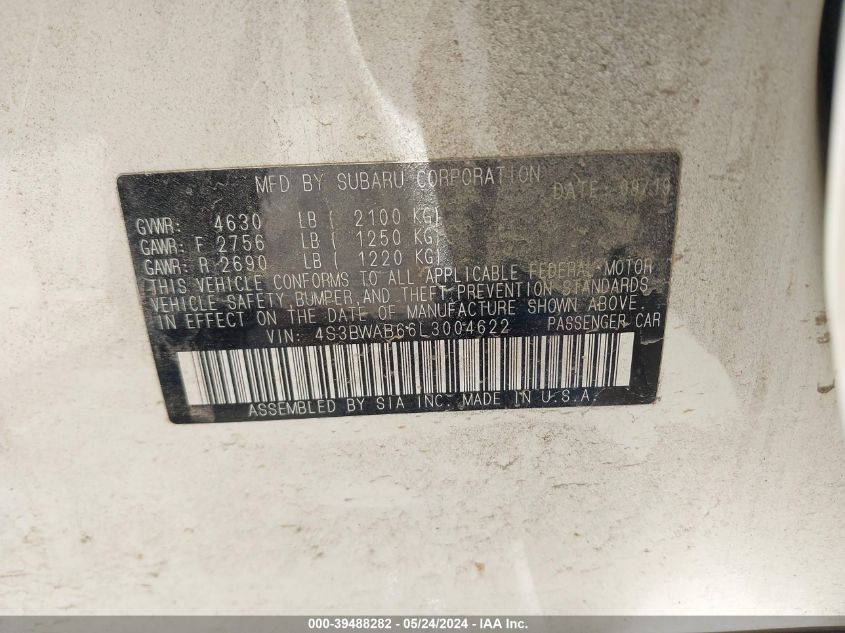 MFD BY SUBARU CORPORATION DATE: 08/19
GVWR: 4630 LB ( 2100 KG)
GAWR: F 2756 LB ( 1250 KG)
GAWR: R 2690 LB ( 1220 KG)
THIS VEHICLE CONFORMS TO ALL APPLICABLE FEDERAL MOTOR
VEHICLE SAFETY, BUMPER, AND THEFT PREVENTION STANDARDS
IN EFFECT ON THE DATE OF MANUFACTURE SHOWN ABOVE.
VIN: 4S3BWAB66L3004622 PASSENGER CAR
ASSEMBLED BY SIA INC. MADE IN U.S.A.
000-39488282 - 05/24/2024 - IAA Inc.